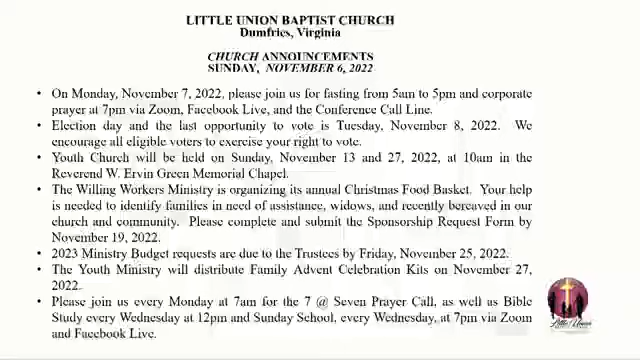 LITTLE UNION BAPTIST CHURCH
Dumfries, Virginia
CHURCH ANNOUNCEMENTS
SUNDAY, NOVEMBER 6, 2022
• On Monday, November 7, 2022, please join us for fasting from 5am to 5pm and corporate
prayer at 7pm via Zoom, Facebook Live, and the Conference Call Line.
• Election day and the last opportunity to vote is Tuesday, November 8, 2022. We
encourage all eligible voters to exercise your right to vote.
• Youth Church will be held on Sunday, November 13 and 27, 2022, at 10am in the
Reverend W. Ervin Green Memorial Chapel.
• The Willing Workers Ministry is organizing its annual Christmas Food Basket. Your help
is needed to identify families in need of assistance, widows, and recently bereaved in our
church and community. Please complete and submit the Sponsorship Request Form by
November 19, 2022.
• 2023 Ministry Budget requests are due to the Trustees by Friday, November 25, 2022.
• The Youth Ministry will distribute Family Advent Celebration Kits on November 27,
2022.
• Please join us every Monday at 7am for the 7 @ Seven Prayer Call, as well as Bible
Study every Wednesday at 12pm and Sunday School, every Wednesday, at 7pm via Zoom
and Facebook Live.
Little Union